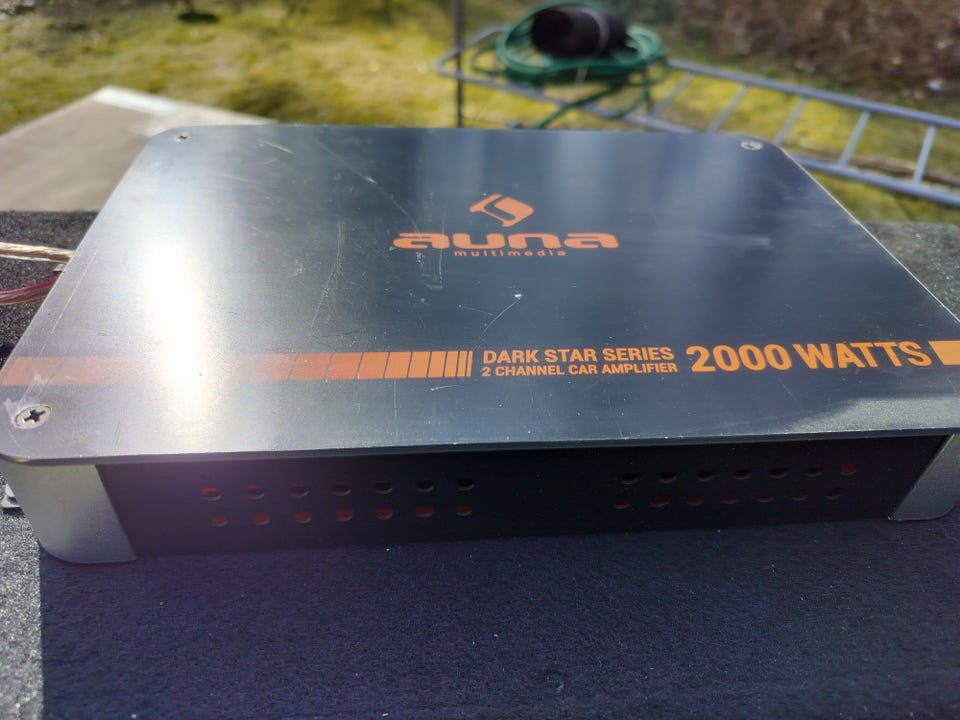 auna
multimedia
DARK STAR SERIES
2 CHANNEL CAR AMPLIFIER
2000 WATTS